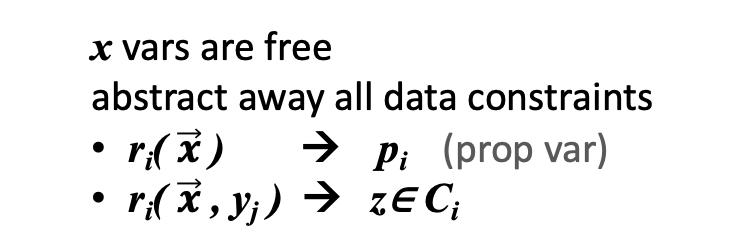 x vars are free
abstract away all data constraints
• rᵢ( x⃗ ) → pᵢ (prop var)
• rᵢ( x⃗ , yⱼ ) → z∈Cᵢ